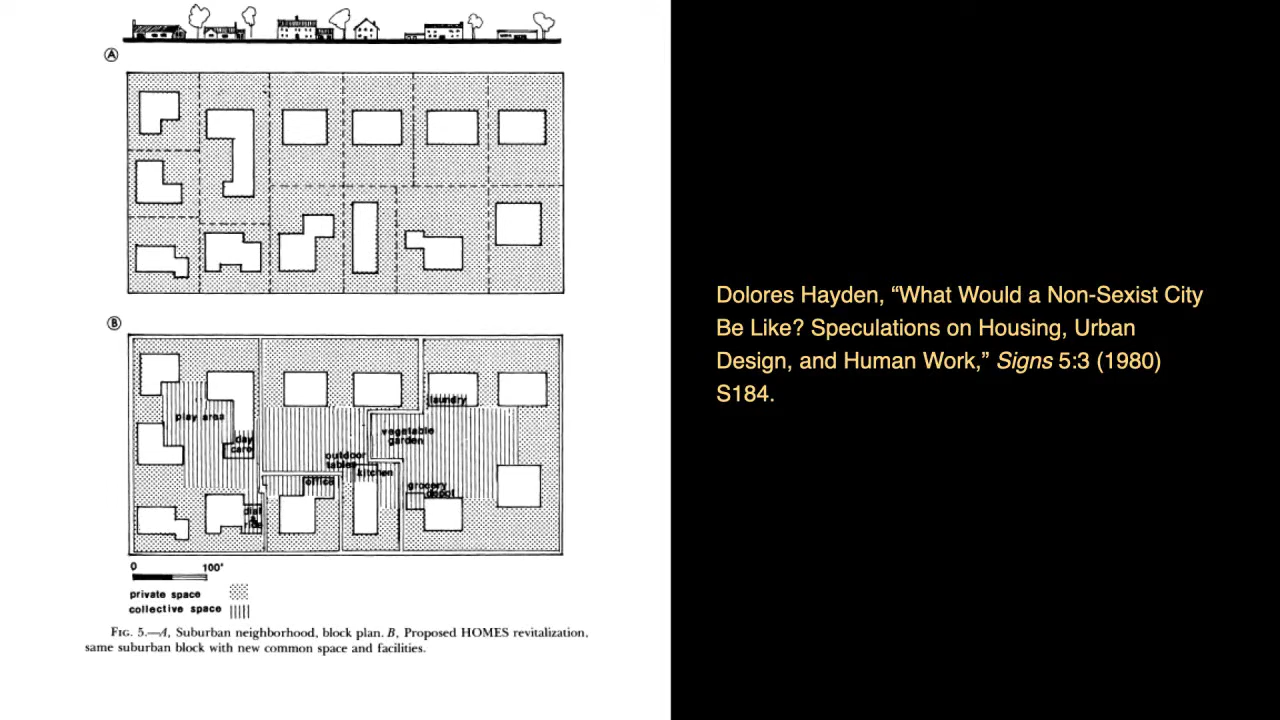 A
B
play area
day
care
outdoor
tables
kitchen
vegetable
garden
laundry
office
grocery
depot
dial
a
ride
0 100'
private space
collective space
FIG. 5.—A, Suburban neighborhood, block plan. B, Proposed HOMES revitalization,
same suburban block with new common space and facilities.
Dolores Hayden, “What Would a Non-Sexist City
Be Like? Speculations on Housing, Urban
Design, and Human Work,” Signs 5:3 (1980)
S184.